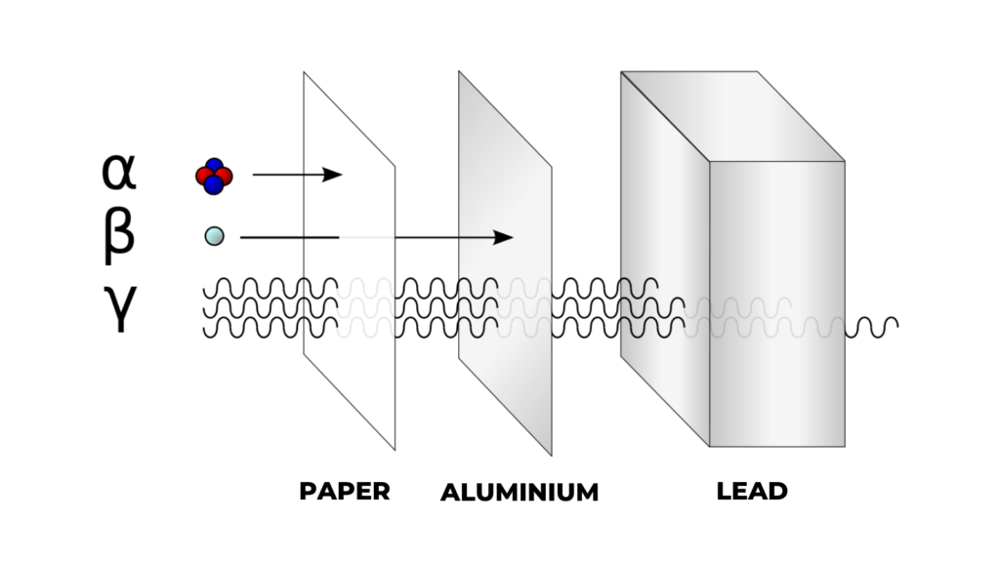 α
β
γ
PAPER ALUMINIUM LEAD